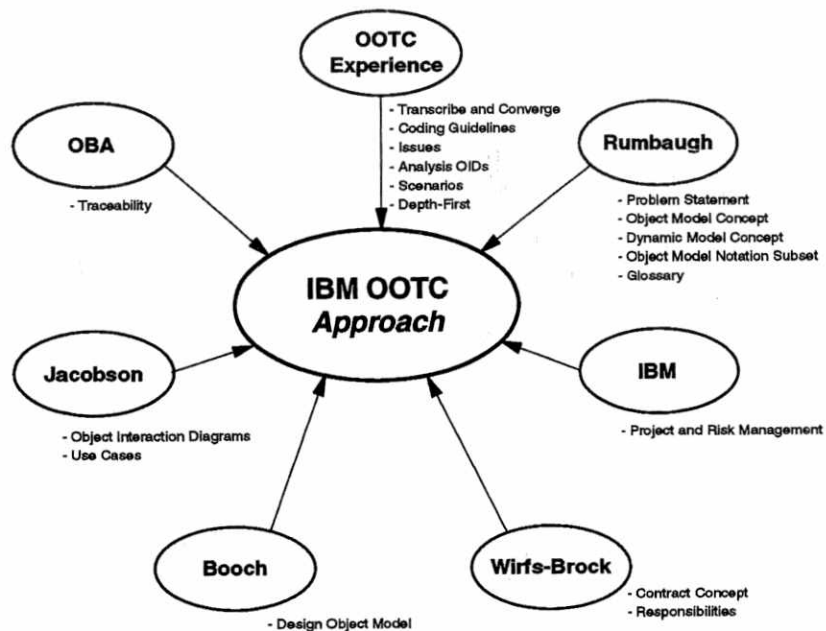 OOTC
Experience
- Transcribe and Converge
- Coding Guidelines
- Issues
- Analysis OIDs
- Scenarios
- Depth-First
OBA
- Traceability
Rumbaugh
- Problem Statement
- Object Model Concept
- Dynamic Model Concept
- Object Model Notation Subset
- Glossary
IBM OOTC
Approach
Jacobson
- Object Interaction Diagrams
- Use Cases
IBM
- Project and Risk Management
Booch
- Design Object Model
Wirfs-Brock
- Contract Concept
- Responsibilities